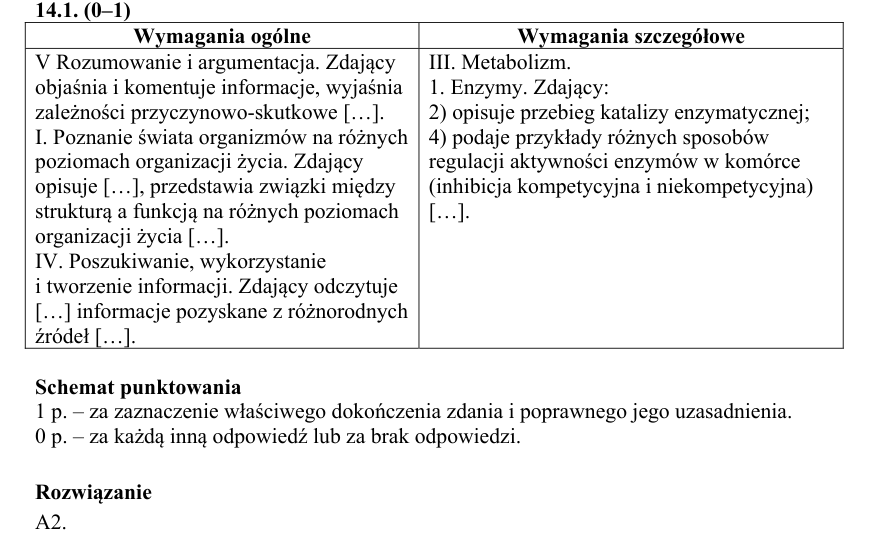 14.1. (0–1)
Wymagania ogólne
Wymagania szczegółowe
V Rozumowanie i argumentacja. Zdający
objaśnia i komentuje informacje, wyjaśnia
zależności przyczynowo-skutkowe […].
I. Poznanie świata organizmów na różnych
poziomach organizacji życia. Zdający
opisuje […], przedstawia związki między
strukturą a funkcją na różnych poziomach
organizacji życia […].
IV. Poszukiwanie, wykorzystanie
i tworzenie informacji. Zdający odczytuje
[…] informacje pozyskane z różnorodnych
źródeł […].
III. Metabolizm.
1. Enzymy. Zdający:
2) opisuje przebieg katalizy enzymatycznej;
4) podaje przykłady różnych sposobów
regulacji aktywności enzymów w komórce
(inhibicja kompetycyjna i niekompetycyjna)
[…].
Schemat punktowania
1 p. – za zaznaczenie właściwego dokończenia zdania i poprawnego jego uzasadnienia.
0 p. – za każdą inną odpowiedź lub za brak odpowiedzi.
Rozwiązanie
A2.